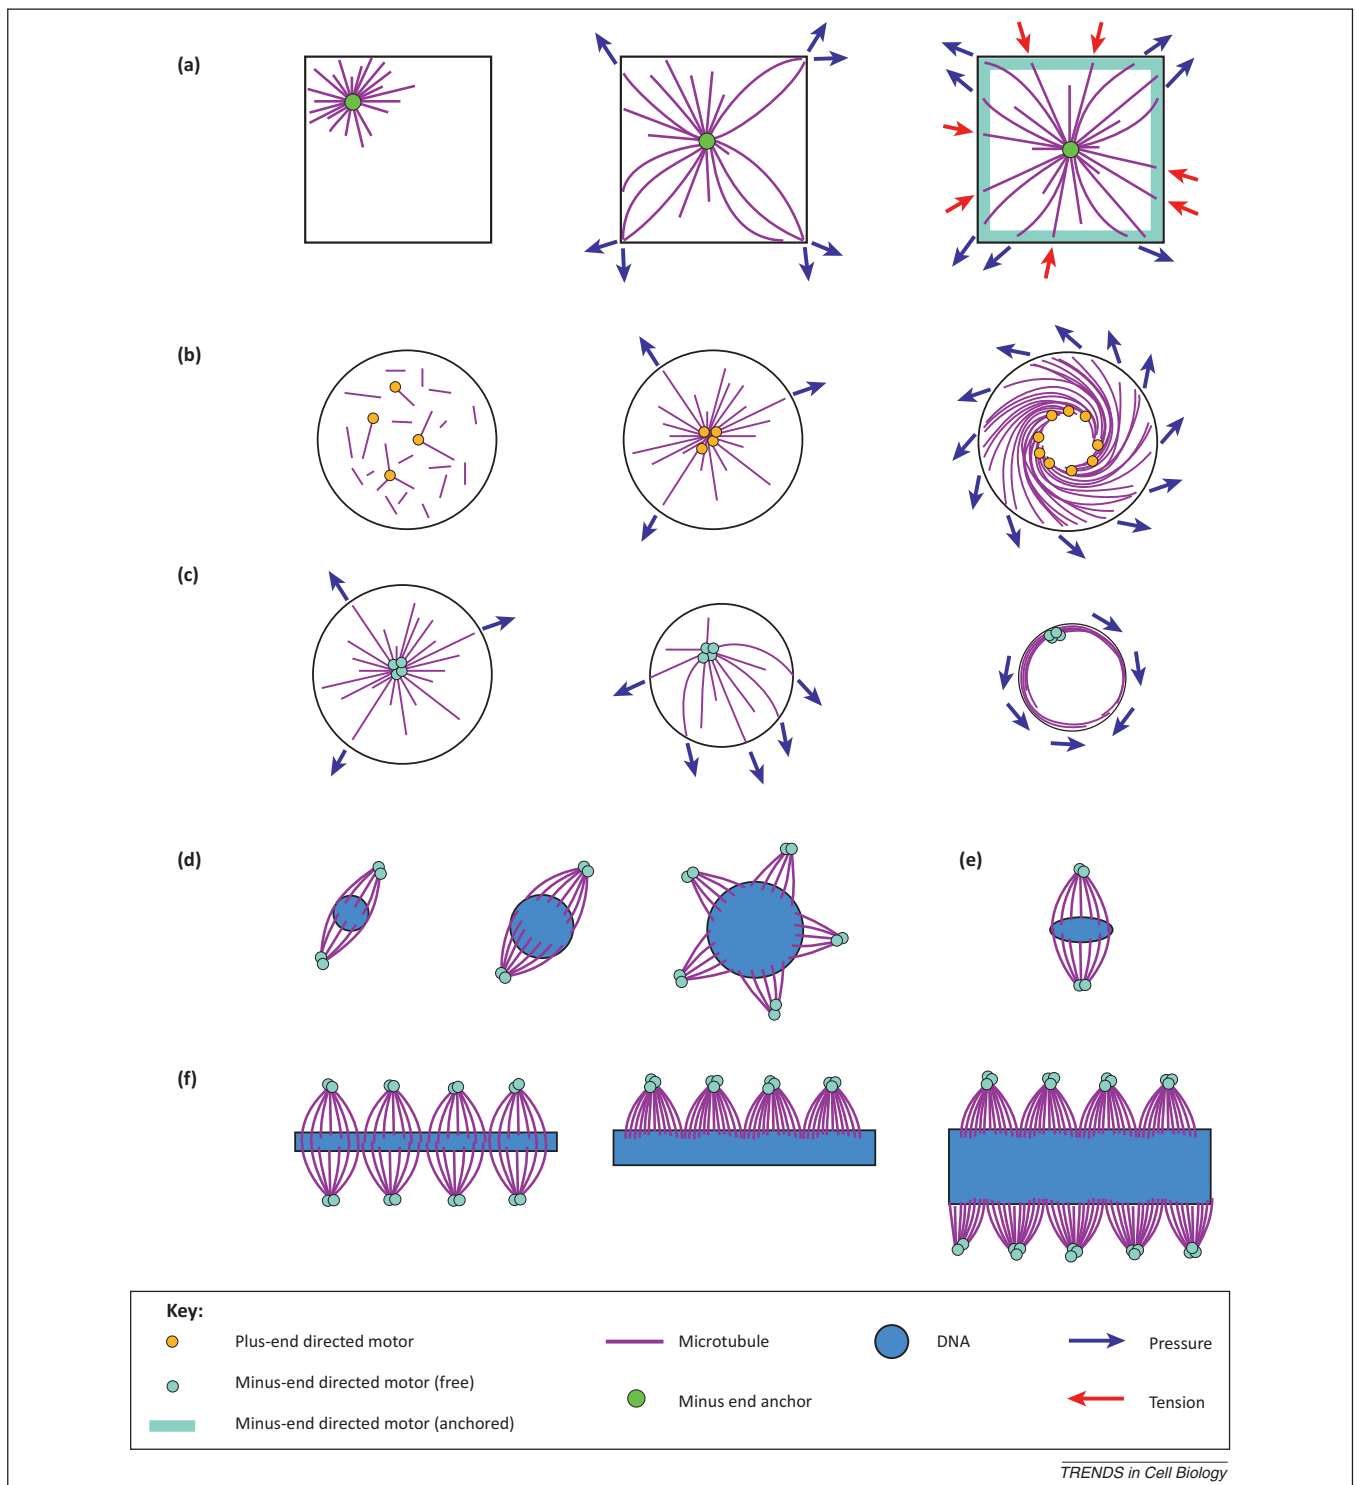 (a)
(b)
(c)
(d)
(e)
(f)
Key:
Plus-end directed motor
Microtubule
DNA
Pressure
Minus-end directed motor (free)
Minus end anchor
Tension
Minus-end directed motor (anchored)
TRENDS in Cell Biology